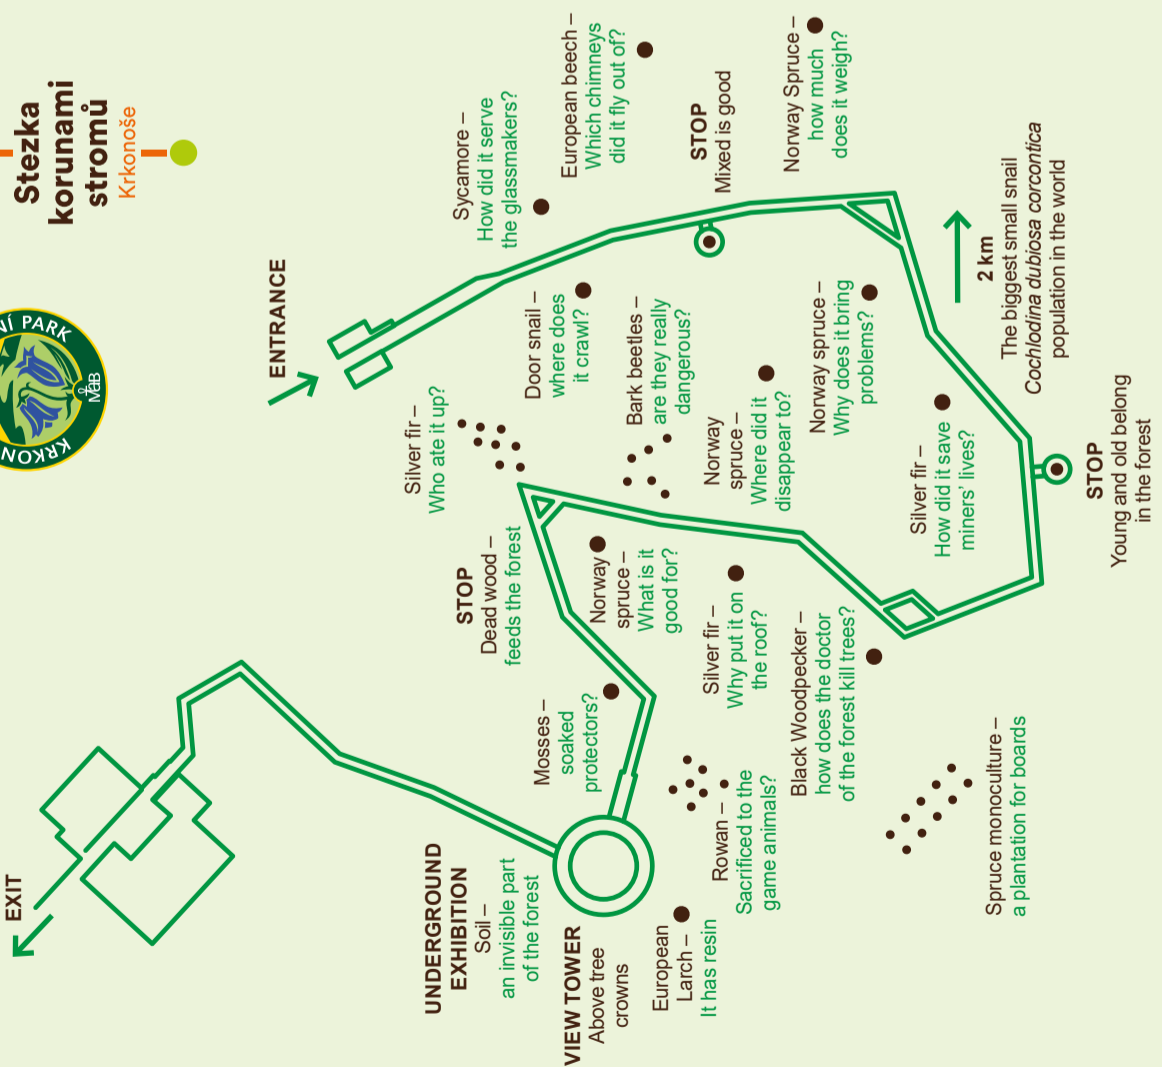 Stezka
korunami
stromů
Krkonoše
NÍ PARK
KRKON
MaB
EXIT
ENTRANCE
Sycamore –
How did it serve
the glassmakers?
European beech –
Which chimneys
did it fly out of?
STOP
Mixed is good
Norway Spruce –
how much
does it weigh?
Door snail –
where does
it crawl?
Silver fir –
Who ate it up?
Bark beetles –
are they really
dangerous?
Norway
spruce –
Where did it
disappear to?
Norway spruce –
Why does it bring
problems?
2 km
The biggest small snail
Cochlodina dubiosa corcontica
population in the world
Silver fir –
How did it save
miners' lives?
STOP
Young and old belong
in the forest
STOP
Dead wood –
feeds the forest
Norway
spruce –
What is it
good for?
Silver fir –
Why put it on
the roof?
Black Woodpecker –
how does the doctor
of the forest kill trees?
Mosses –
soaked
protectors?
Rowan –
Sacrificed to the
game animals?
Spruce monoculture –
a plantation for boards
UNDERGROUND
EXHIBITION
Soil –
an invisible part
of the forest
VIEW TOWER
Above tree
crowns
European
Larch –
It has resin